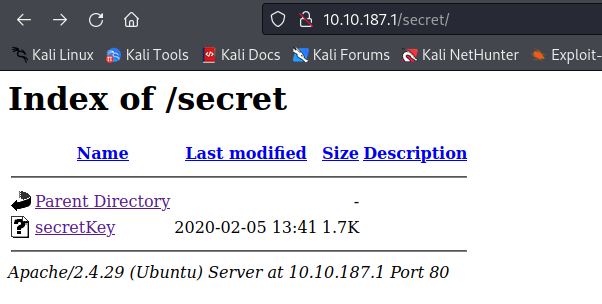 10.10.187.1/secret/
Kali Linux Kali Tools Kali Docs Kali Forums Kali NetHunter Exploit-
Index of /secret
Name Last modified Size Description
Parent Directory -
secretKey 2020-02-05 13:41 1.7K
Apache/2.4.29 (Ubuntu) Server at 10.10.187.1 Port 80